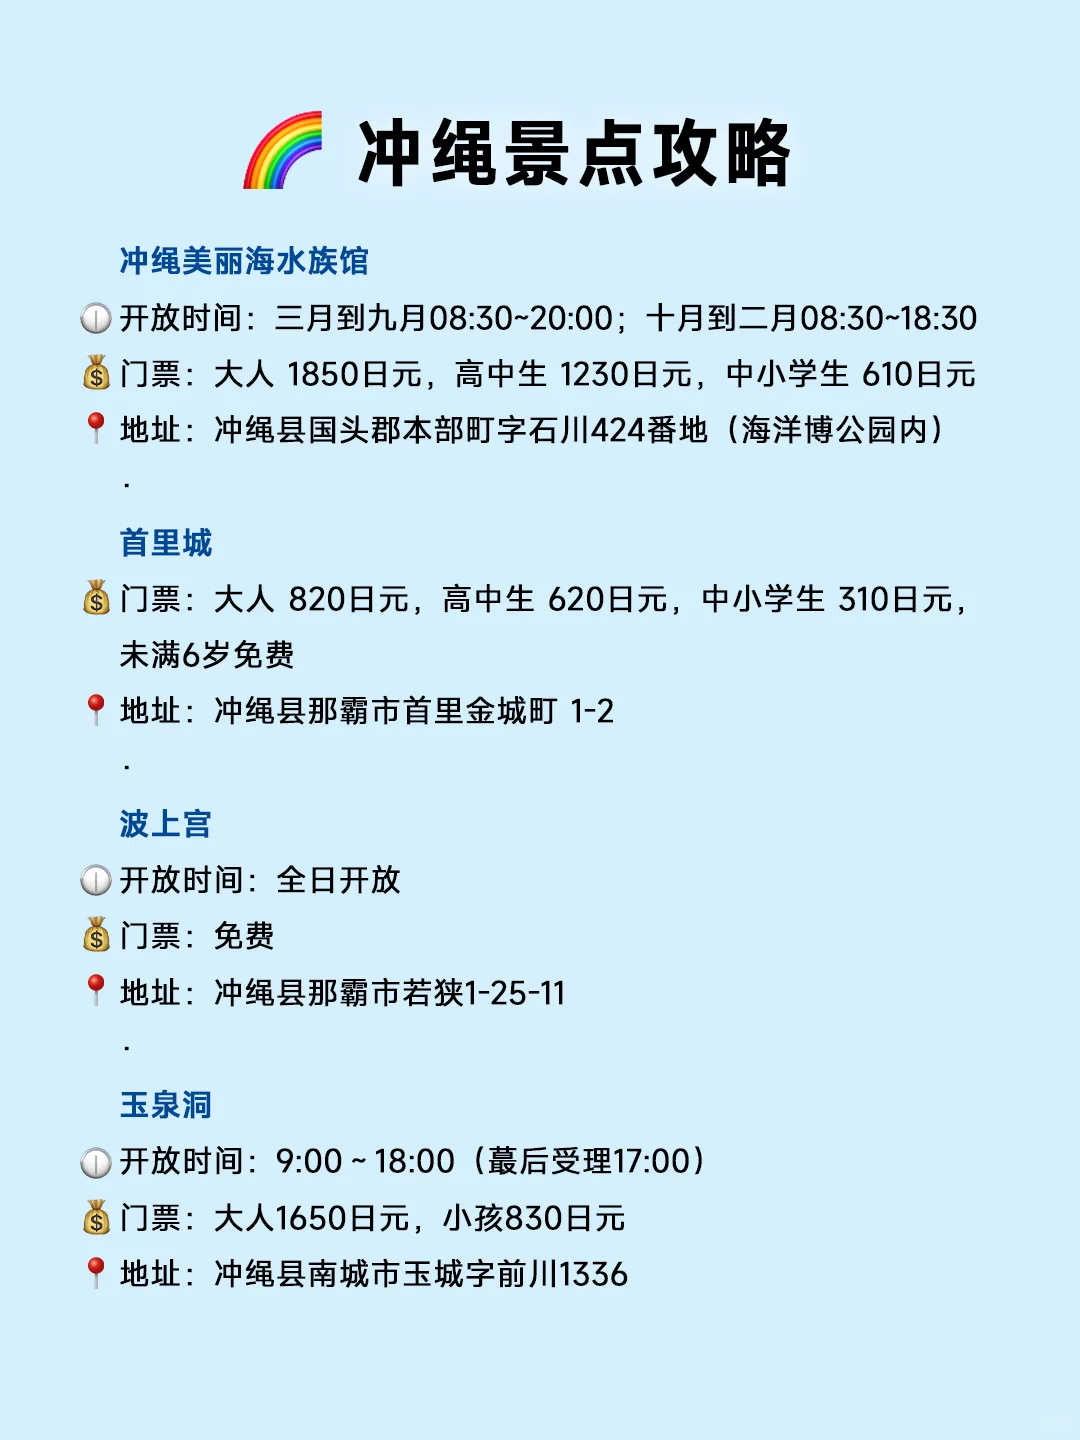 🌈 冲绳景点攻略
冲绳美丽海水族馆
🕕 开放时间：三月到九月08:30~20:00；十月到二月08:30~18:30
💰 门票：大人 1850日元，高中生 1230日元，中小学生 610日元
📍 地址：冲绳县国头郡本部町字石川424番地（海洋博公园内）
.
首里城
💰 门票：大人 820日元，高中生 620日元，中小学生 310日元，
未满6岁免费
📍 地址：冲绳县那霸市首里金城町 1-2
.
波上宫
🕕 开放时间：全日开放
💰 门票：免费
📍 地址：冲绳县那霸市若狭1-25-11
.
玉泉洞
🕕 开放时间：9:00 ~ 18:00（蕞后受理17:00）
💰 门票：大人1650日元，小孩830日元
📍 地址：冲绳县南城市玉城字前川1336